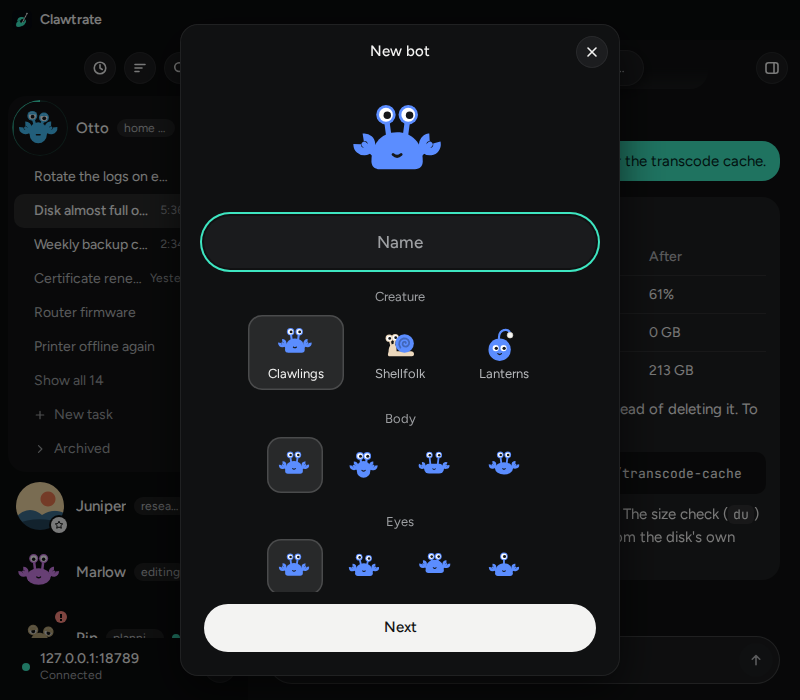 Clawtrate
New bot
Otto home ...
the transcode cache.
Rotate the logs on e...
Disk almost full o... 5:3
Weekly backup c... 2:3
Certificate rene... Yeste
Router firmware
Printer offline again
Show all 14
+ New task
> Archived
Juniper resea...
Marlow editing
Pip planni...
127.0.0.1:18789
Connected
Name
Creature
Clawlings
Shellfolk
Lanterns
Body
Eyes
Next
After
61%
0 GB
213 GB
ead of deleting it. To
transcode-cache
The size check ( du )
om the disk's own